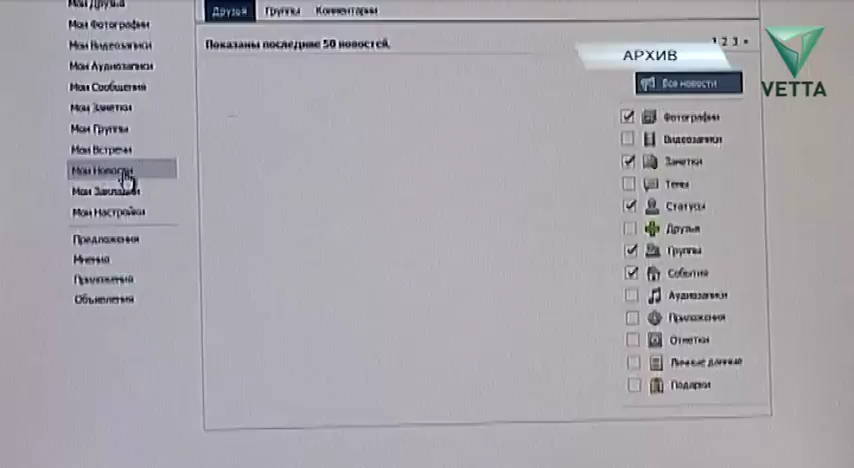 Мои Друзья
Мои Фотографии
Мои Видеозаписи
Мои Аудиозаписи
Мои Сообщения
Мои Заметки
Мои Группы
Мои Встречи
Мои Новости
Мои Закладки
Мои Настройки
Предложения
Мнения
Приложения
Объявления
Друзья Группы Комментарии
Показаны последние 50 новостей.
1 2 3 »
АРХИВ
VETTA
Все новости
Фотографии
Видеозаписи
Заметки
Темы
Статусы
Друзья
Группы
События
Аудиозаписи
Приложения
Отметки
Личные данные
Подарки